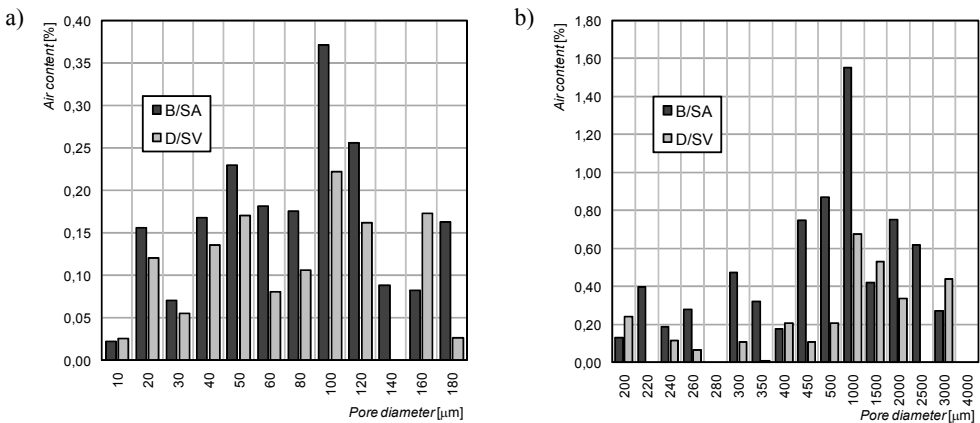 a)
Air content [%]
0,40
0,35
0,30
0,25
0,20
0,15
0,10
0,05
0,00
B/SA
D/SV
10 20 30 40 50 60 80 100 120 140 160 180
Pore diameter [µm]
b)
Air content [%]
1,80
1,60
1,40
1,20
1,00
0,80
0,60
0,40
0,20
0,00
B/SA
D/SV
200 220 240 260 280 300 350 400 450 500 1000 1500 2000 2500 3000 4000
Pore diameter [µm]